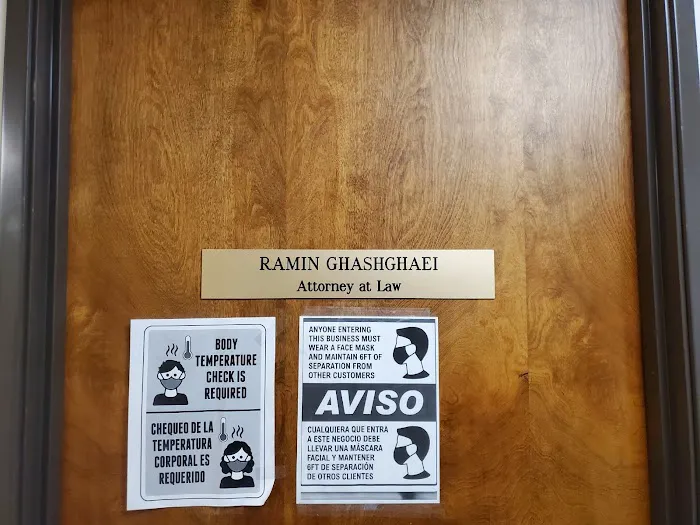 RAMIN GHASHGHAEI
Attorney at Law
BODY
TEMPERATURE
CHECK IS
REQUIRED
CHEQUEO DE LA
TEMPERATURA
CORPORAL ES
REQUERIDO
ANYONE ENTERING
THIS BUSINESS MUST
WEAR A FACE MASK
AND MAINTAIN 6FT OF
SEPARATION FROM
OTHER CUSTOMERS
AVISO
CUALQUIERA QUE ENTRA
A ESTE NEGOCIO DEBE
LLEVAR UNA MÁSCARA
FACIAL Y MANTENER
6FT DE SEPARACIÓN
DE OTROS CLIENTES